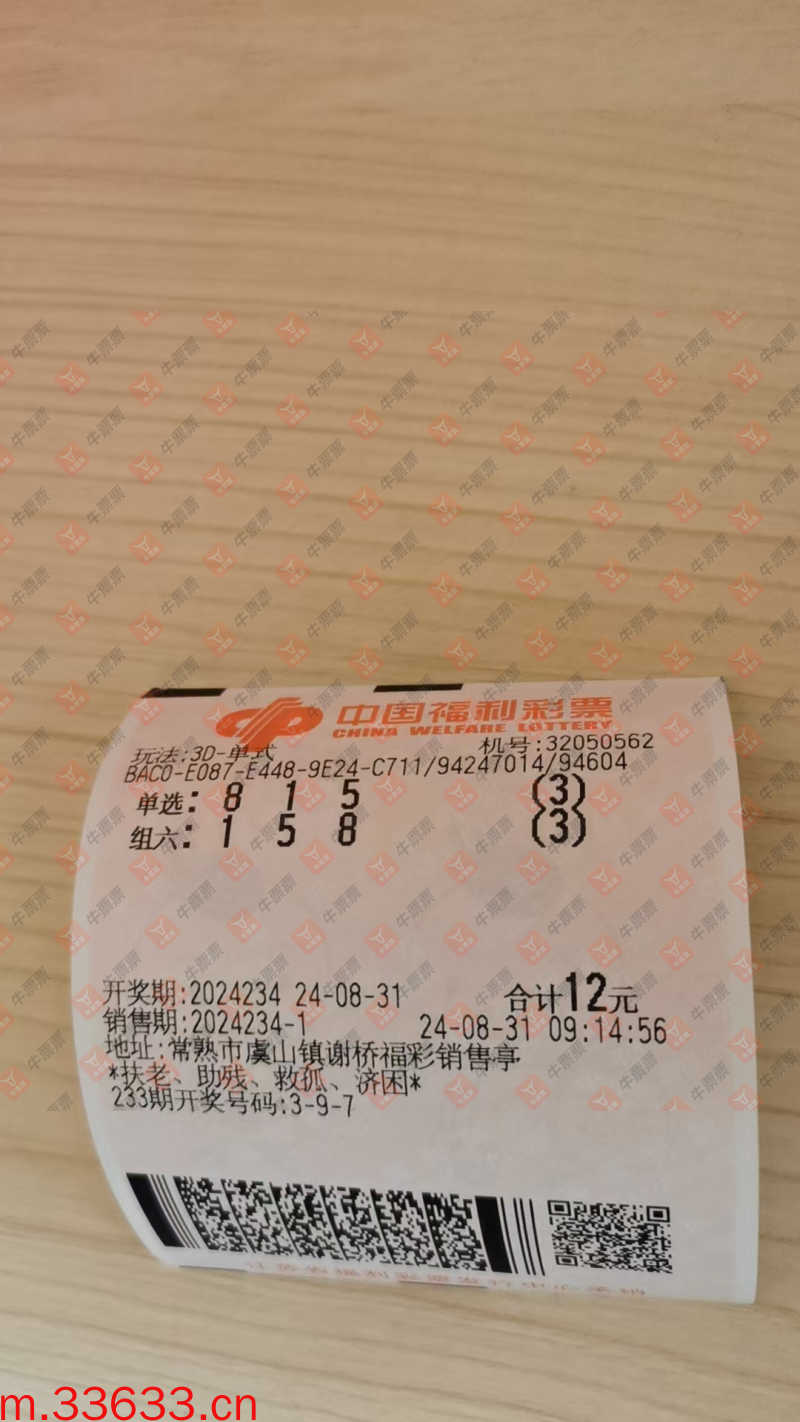 中国福利彩票
CHINA WELFARE LOTTERY
玩法:3D-单式 机号:32050562
BAC0-E087-E448-9E24-C711/94247014/94604
单选: 8 1 5 (3)
组六: 1 5 8 (3)
开奖期:2024234 24-08-31 合计12元
销售期:2024234-1 24-08-31 09:14:56
地址:常熟市虞山镇谢桥福彩销售亭
*扶老、助残、救孤、济困*
233期开奖号码:3-9-7
牛票票
m.33633.cn